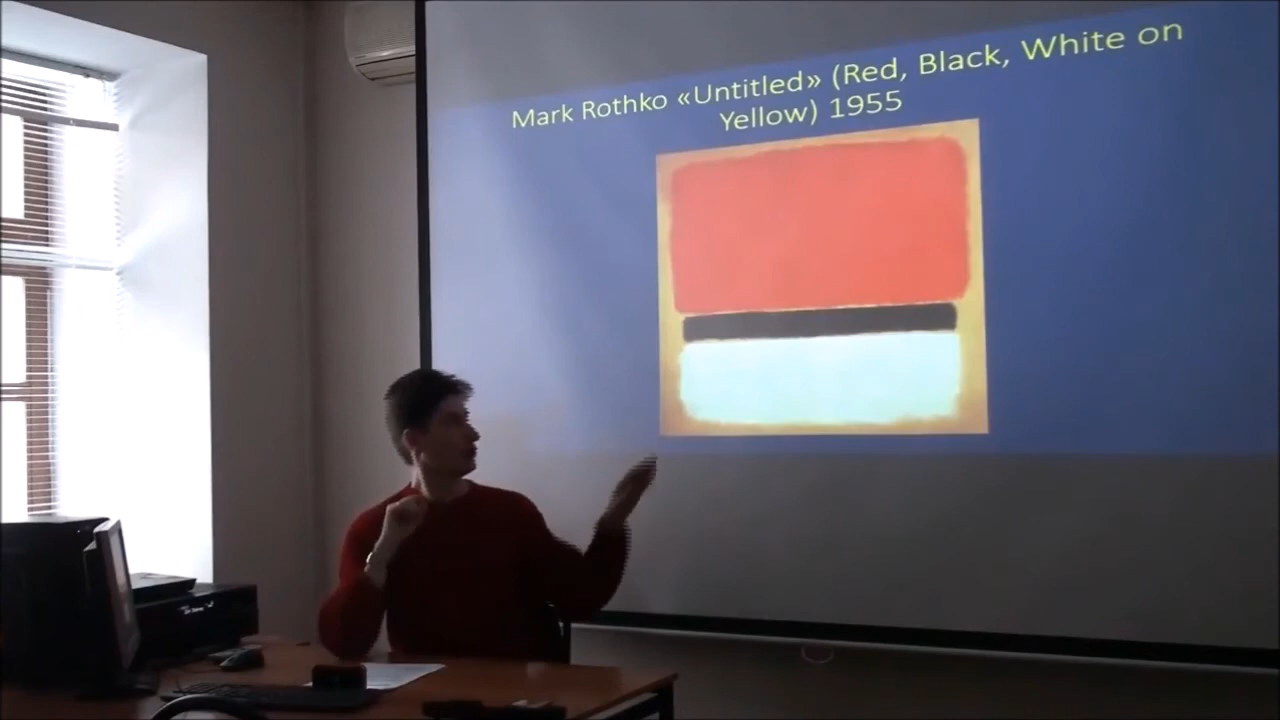 Mark Rothko «Untitled» (Red, Black, White on
Yellow) 1955